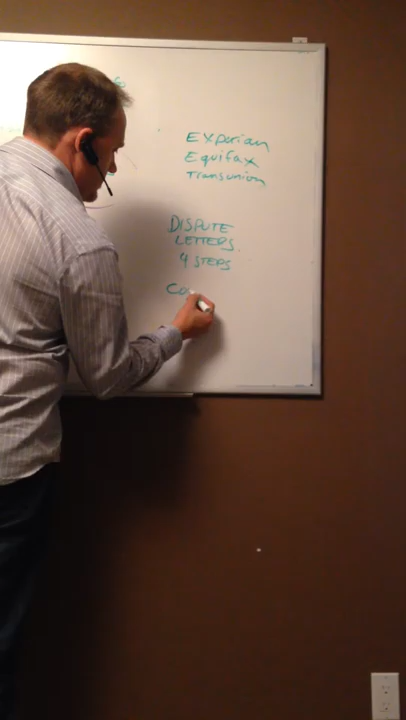 Experian
Equifax
Transunion
DISPUTE
LETTERS.
4 STEPS
Co